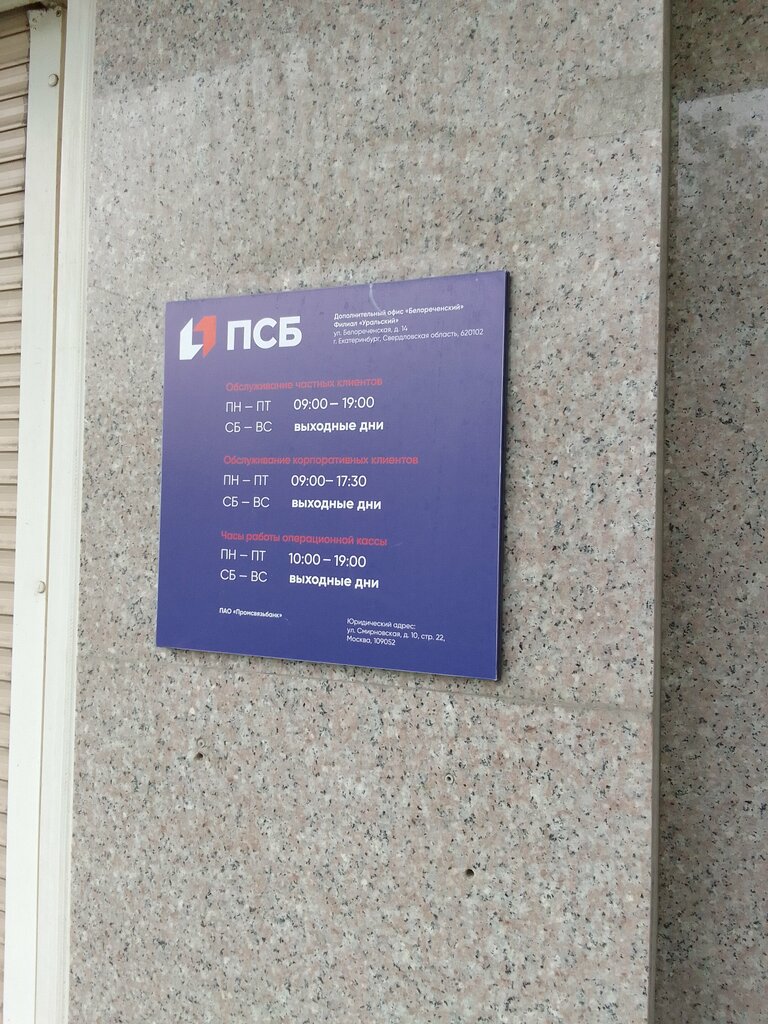 ПСБ
Дополнительный офис «Белореченский»
Филиал «Уральский»
ул. Белореченская, д. 14
г. Екатеринбург, Свердловская область, 620102
Обслуживание частных клиентов
ПН – ПТ 09:00 – 19:00
СБ – ВС выходные дни
Обслуживание корпоративных клиентов
ПН – ПТ 09:00– 17:30
СБ – ВС выходные дни
Часы работы операционной кассы
ПН – ПТ 10:00 – 19:00
СБ – ВС выходные дни
ПАО «Промсвязьбанк»
Юридический адрес:
ул. Смирновская, д. 10, стр. 22,
Москва, 109052